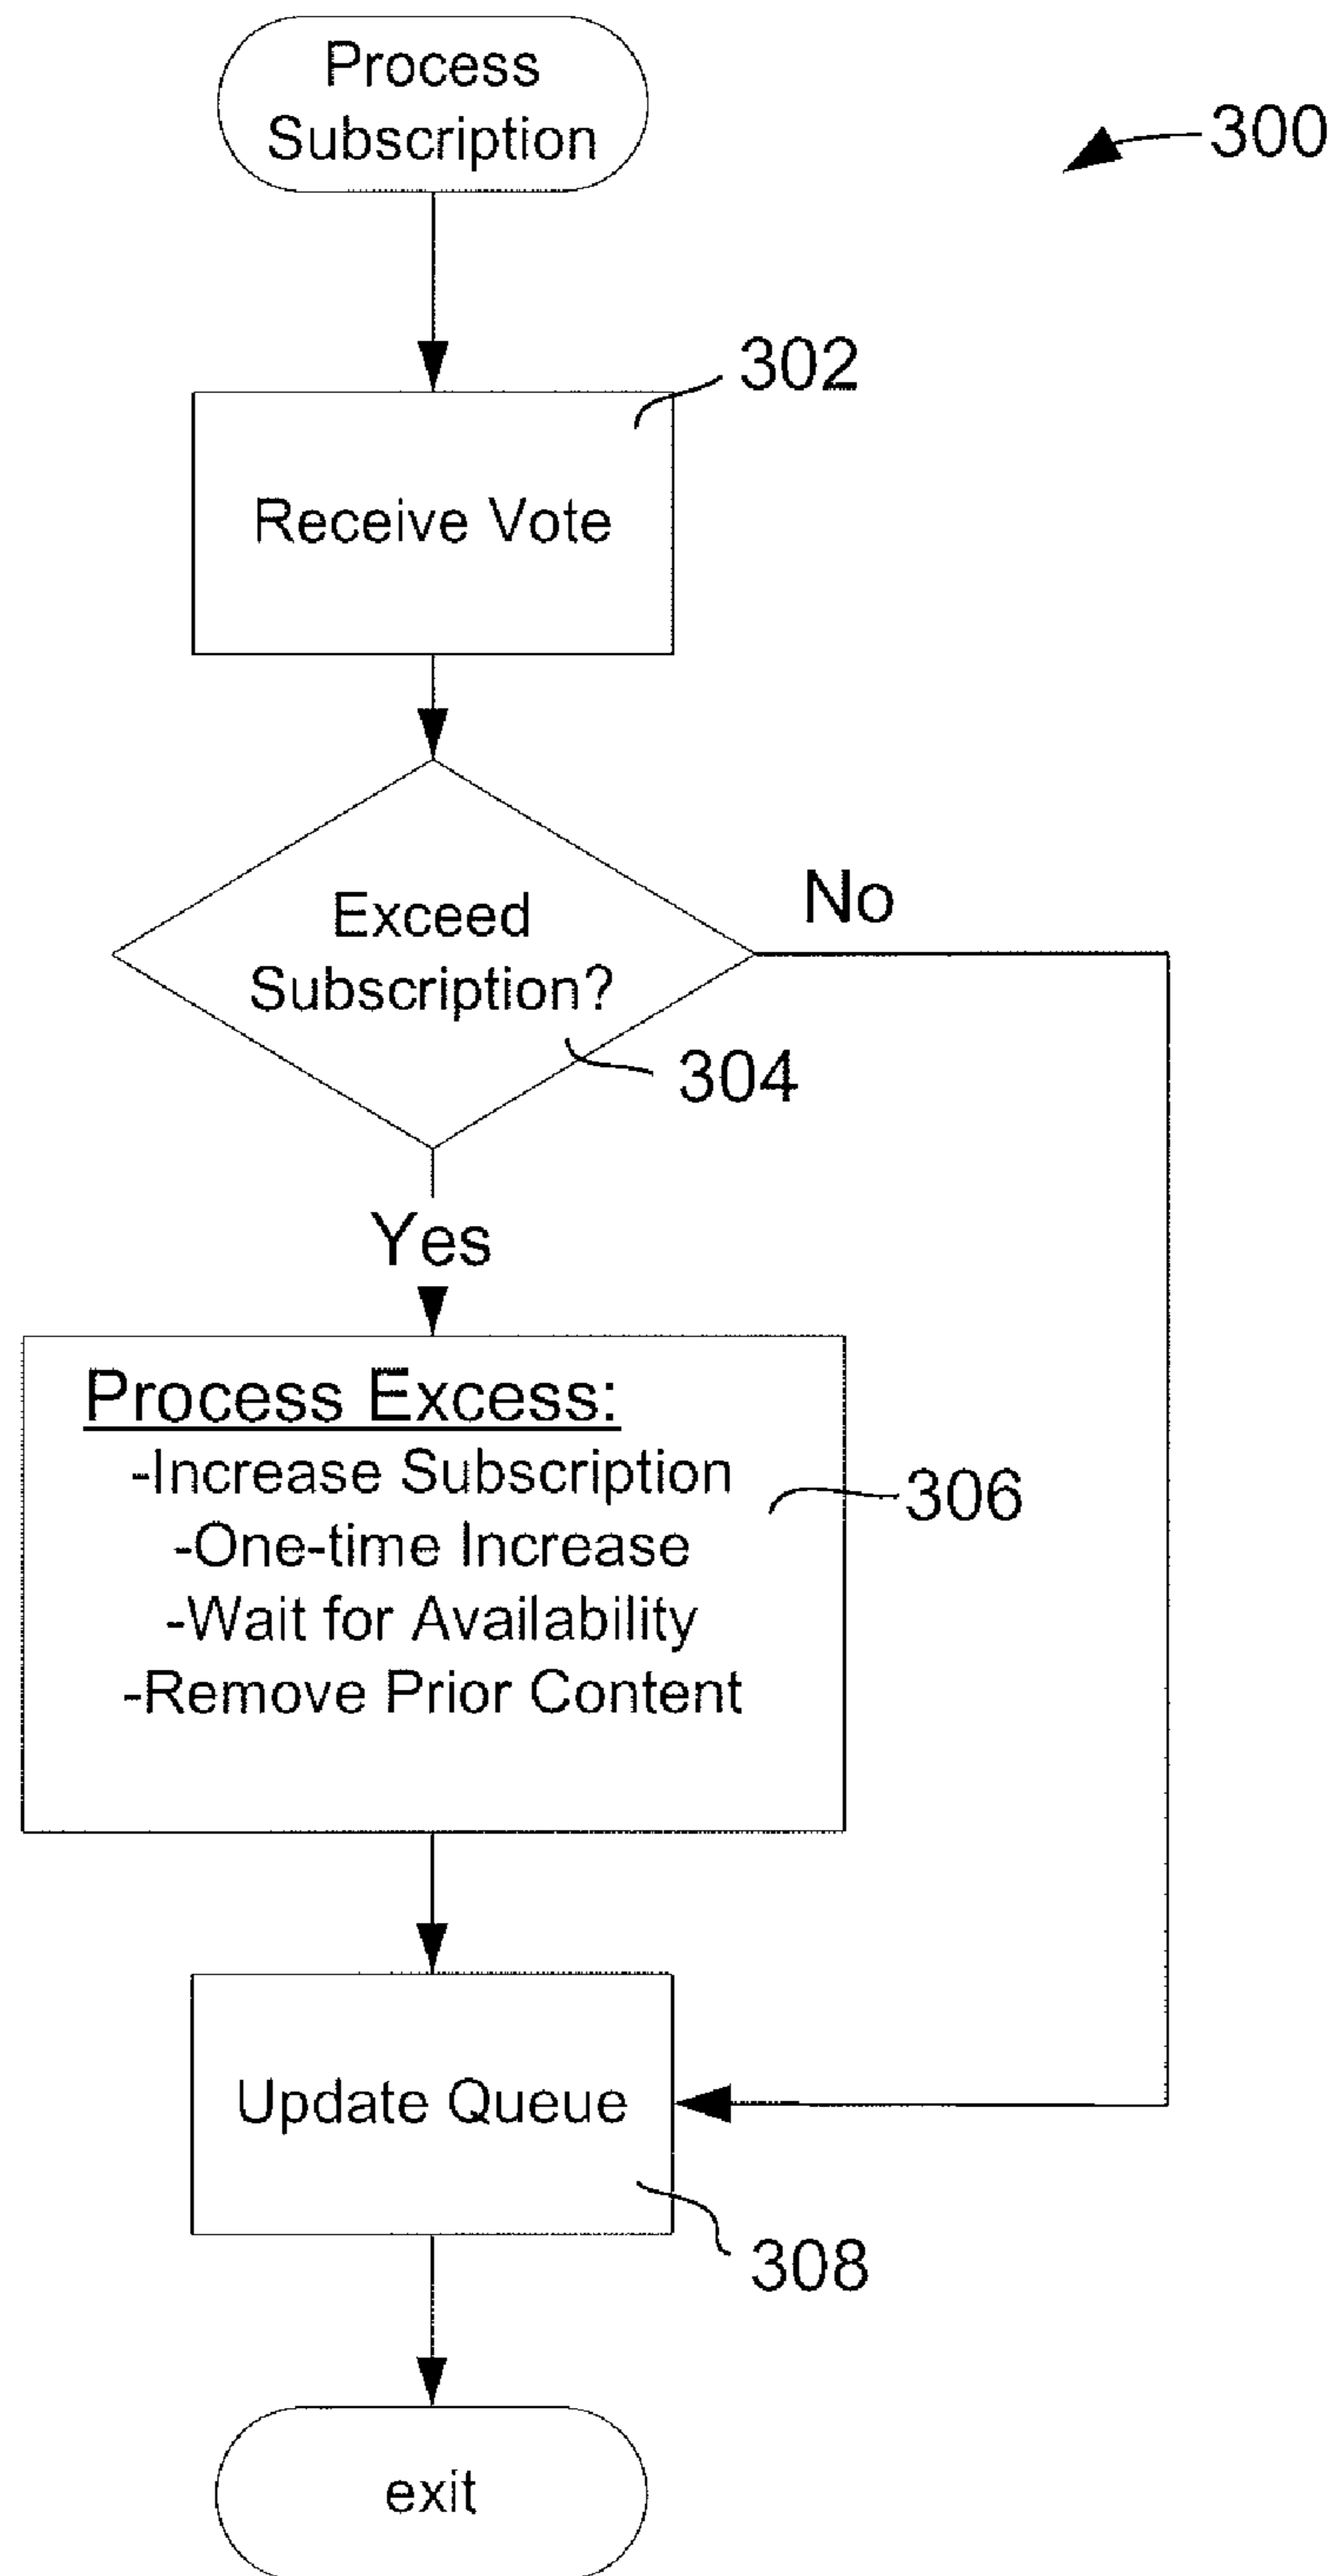 Process
Subscription
300
302
Receive Vote
Exceed
Subscription?
No
304
Yes
Process Excess:
-Increase Subscription
-One-time Increase
-Wait for Availability
-Remove Prior Content
306
Update Queue
308
exit